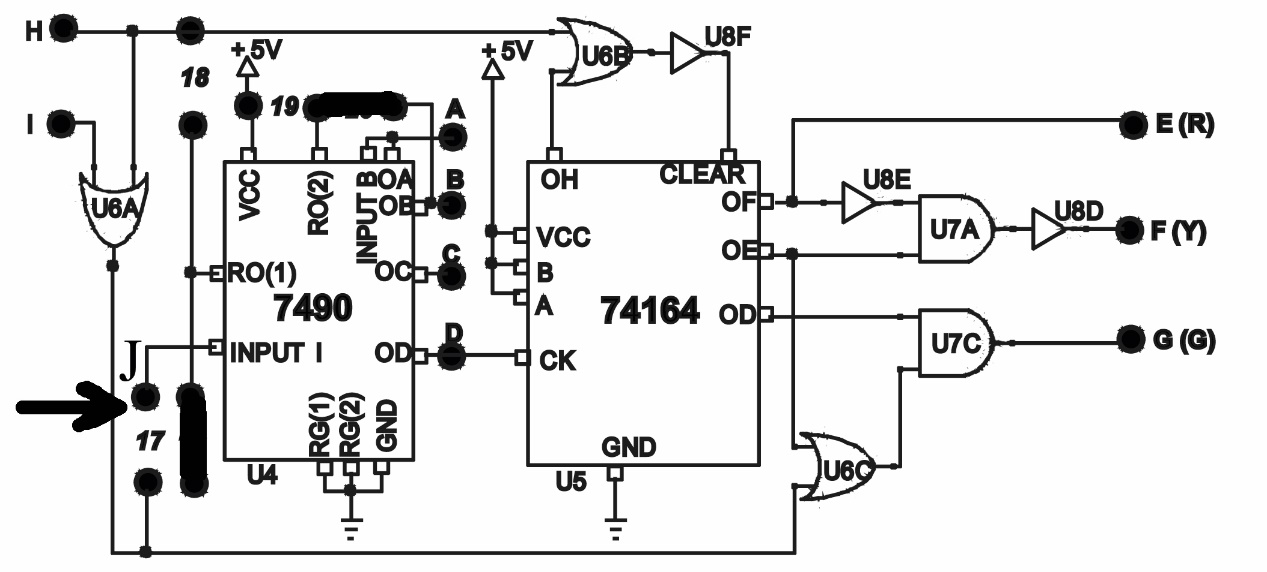 H
18
+ 5V
19
+ 5V
U6B
U8F
I
A
E (R)
VCC
RO(2)
INPUT B
OA
OB
B
OH
CLEAR
OF
U8E
U6A
U7A
U8D
F (Y)
VCC
OE
RO(1)
OC
C
B
7490
A
74164
OD
D
U7C
G (G)
J
INPUT I
OD
CK
17
RG(1)
RG(2)
GND
GND
U4
U5
U6C